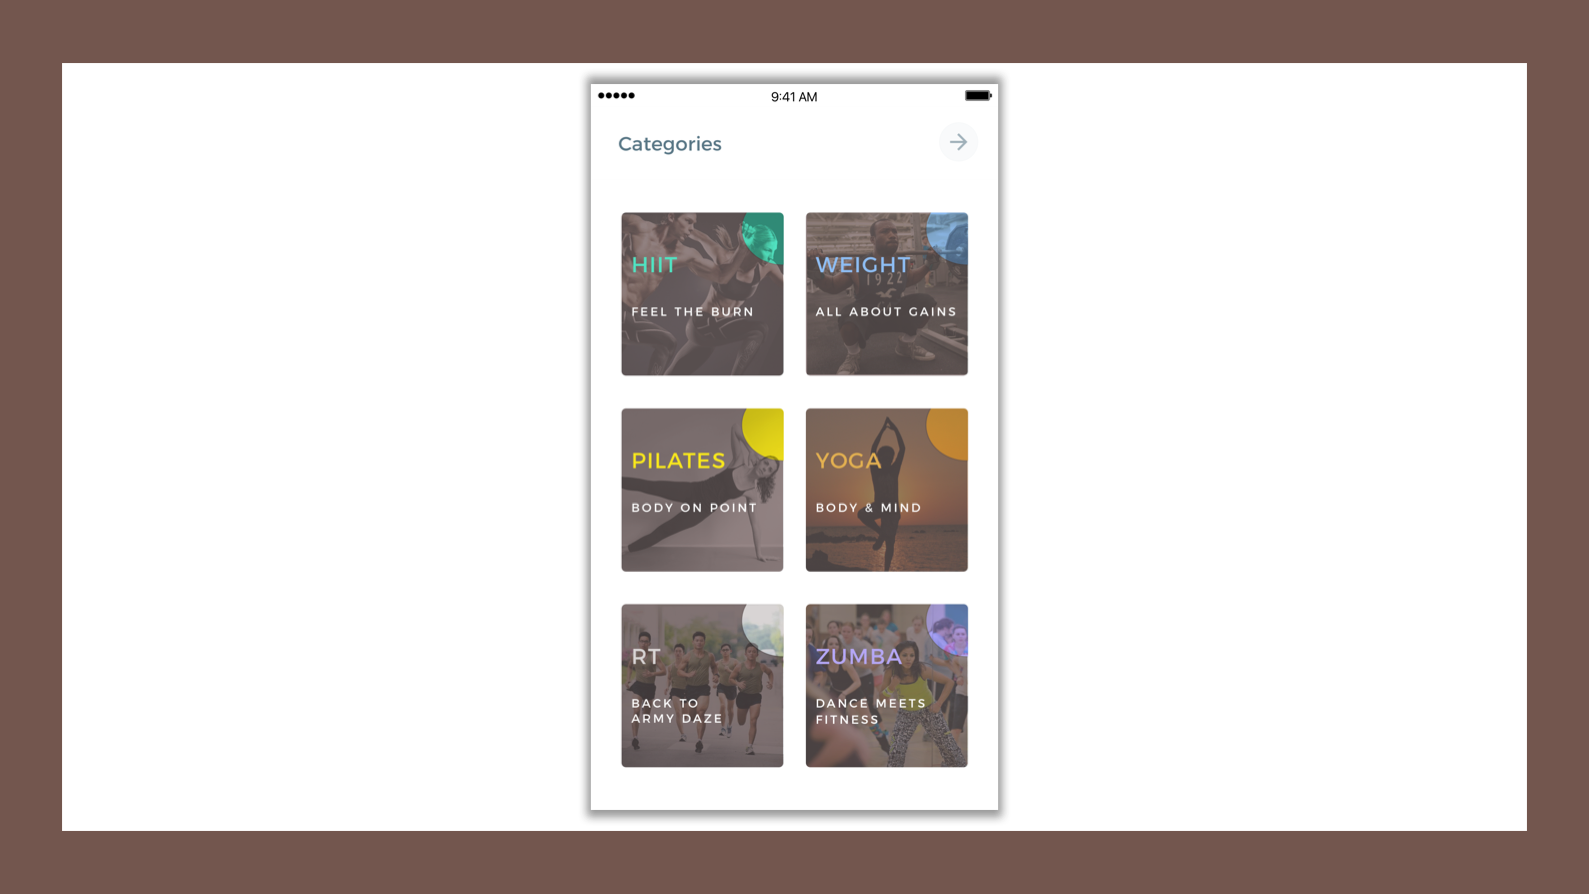 9:41 AM
Categories
HIIT
FEEL THE BURN
WEIGHT
1922
ALL ABOUT GAINS
PILATES
BODY ON POINT
YOGA
BODY & MIND
RT
BACK TO
ARMY DAZE
ZUMBA
DANCE MEETS
FITNESS